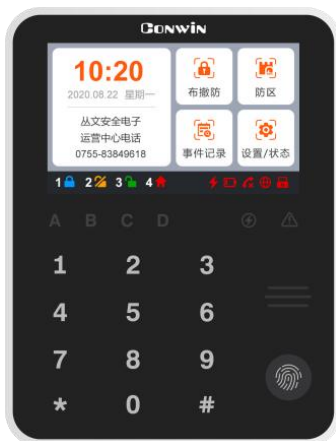 Conwin
10:20
2020.08.22 星期一
丛文安全电子
运营中心电话
0755-83849618
布撤防
防区
事件记录
设置/状态
1 2 3 4
A B C D
1 2 3
4 5 6
7 8 9
* 0 #